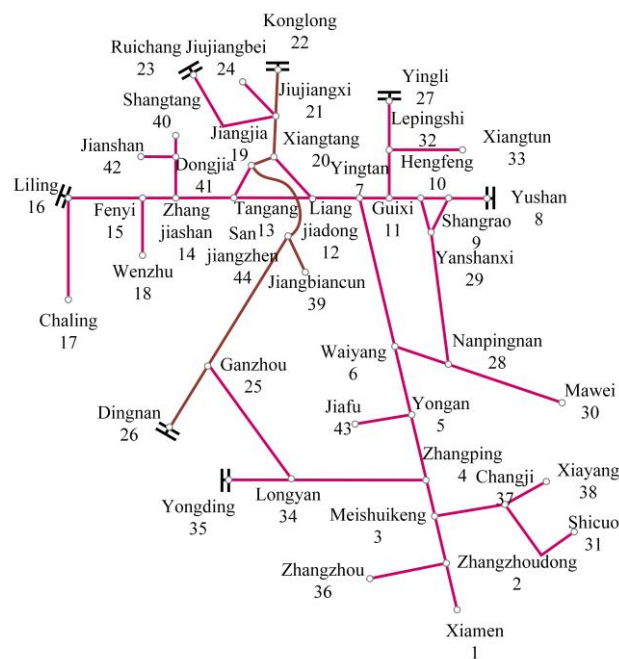 Konglong
22
Ruichang
23
Jiujiangbei
24
Shangtang
40
Jiujiangxi
21
Yingli
27
Jianshan
42
Jiangjia
19
Xiangtang
20
Lepingshi
32
Xiangtun
33
Dongjia
41
Yingtan
7
Hengfeng
10
Liling
16
Fenyi
15
Zhang
jiashan
14
Tangang
13
Liang
jiadong
12
Guixi
11
Shangrao
9
Yushan
8
San
jiangzhen
44
Wenzhu
18
Jiangbiancun
39
Yanshanxi
29
Chaling
17
Ganzhou
25
Waiyang
6
Nanpingnan
28
Dingnan
26
Jiafu
43
Yongan
5
Mawei
30
Zhangping
4
Changji
37
Xiayang
38
Yongding
35
Longyan
34
Meishuikeng
3
Shicuo
31
Zhangzhou
36
Zhangzhoudong
2
Xiamen
1